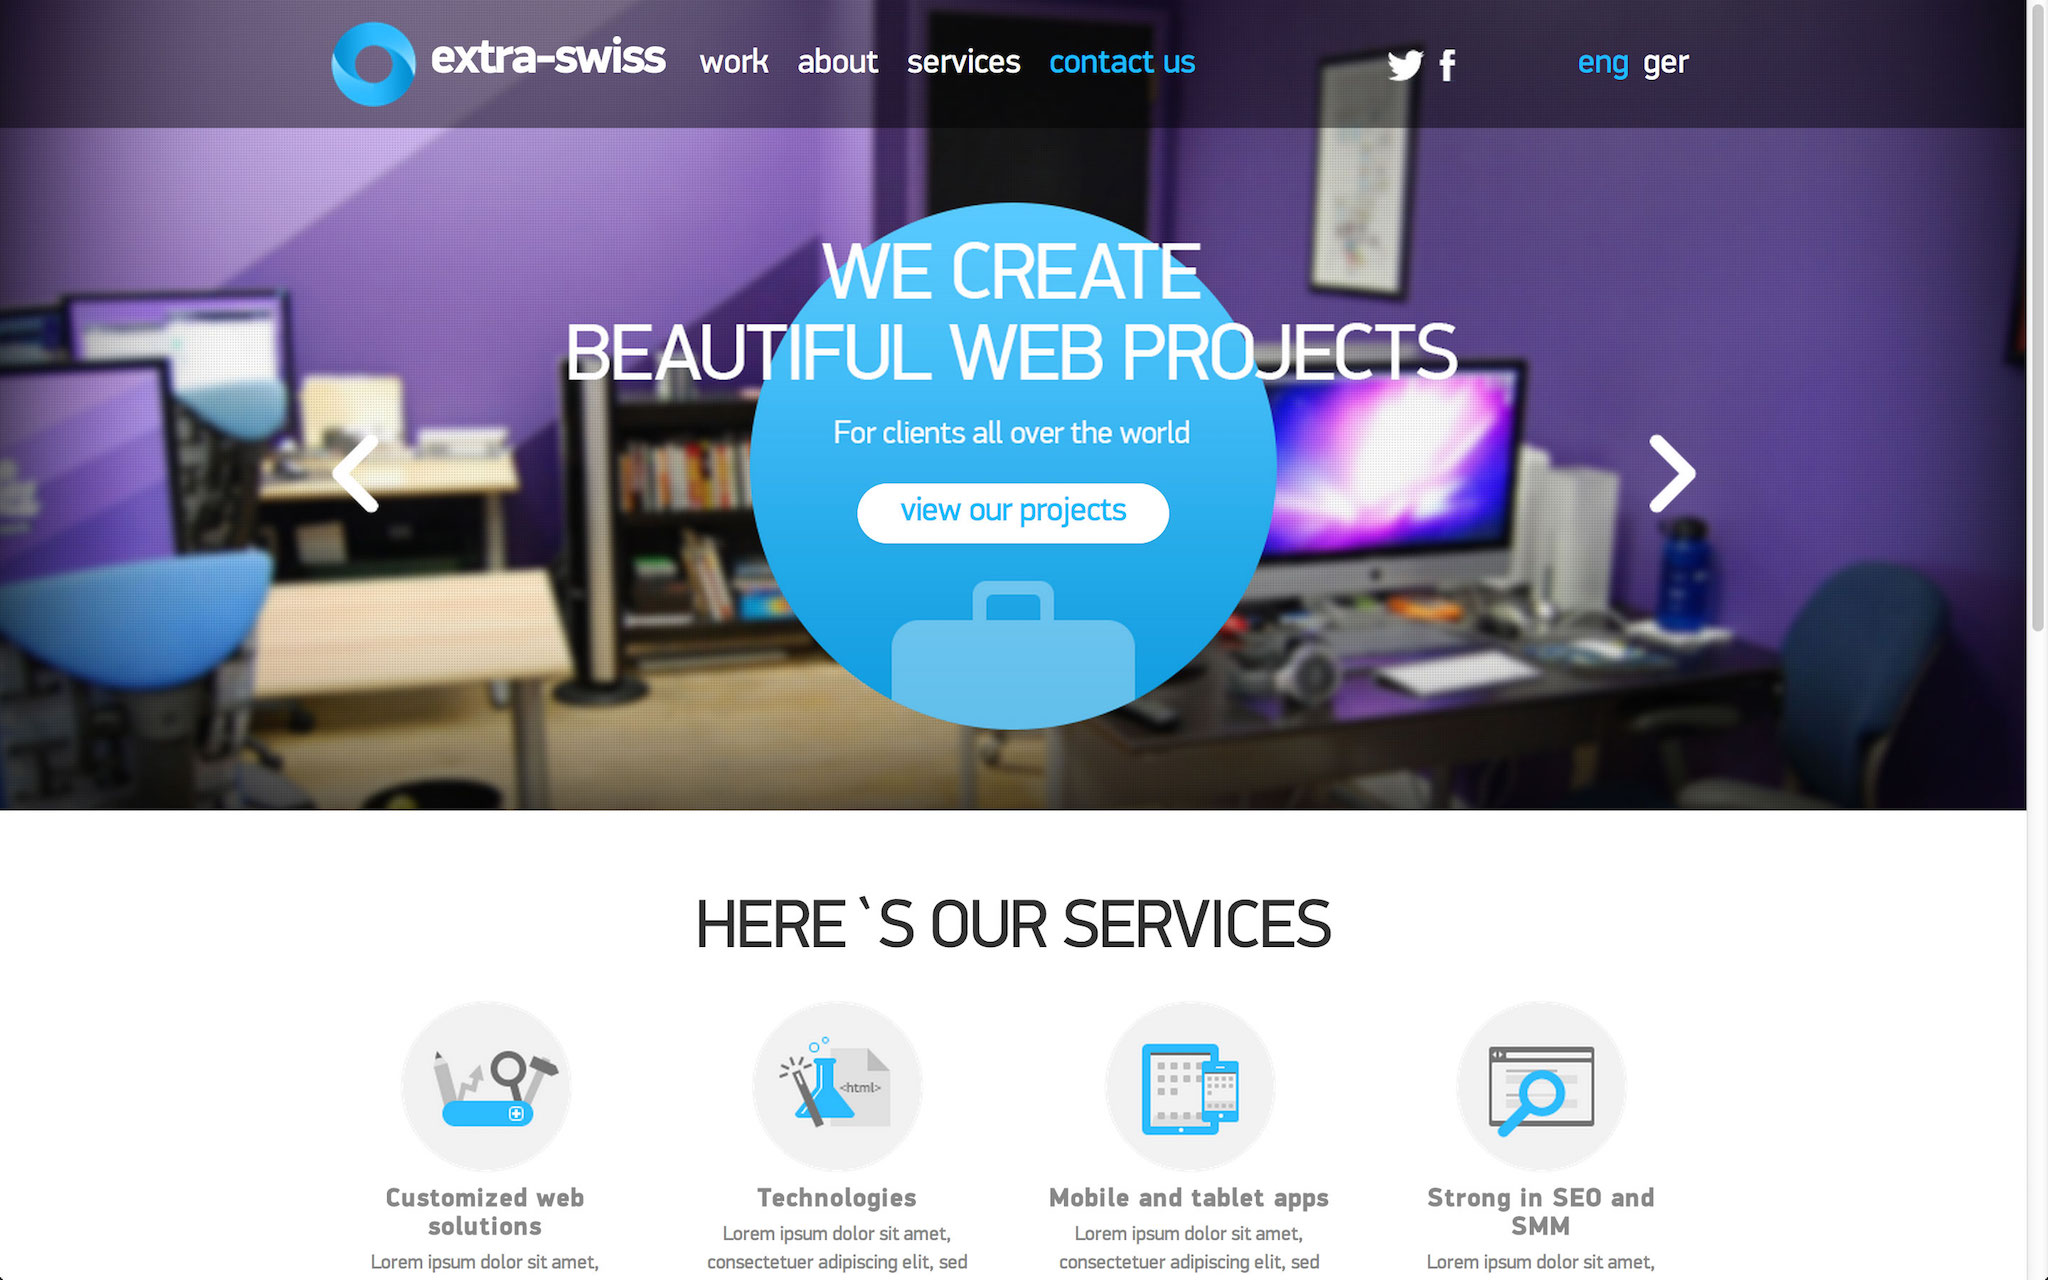 extra-swiss work about services contact us eng ger
WE CREATE
BEAUTIFUL WEB PROJECTS
For clients all over the world
view our projects
HERE`S OUR SERVICES
<html>
Customized web
solutions
Lorem ipsum dolor sit amet,
Technologies
Lorem ipsum dolor sit amet,
consectetuer adipiscing elit, sed
Mobile and tablet apps
Lorem ipsum dolor sit amet,
consectetuer adipiscing elit, sed
Strong in SEO and
SMM
Lorem ipsum dolor sit amet,